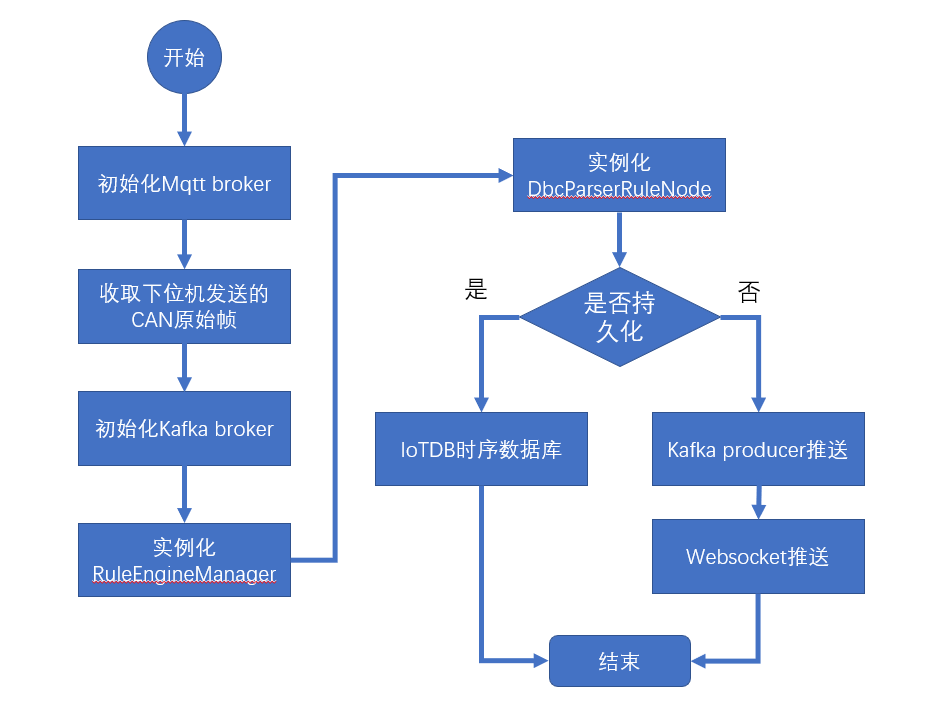 开始
初始化Mqtt broker
收取下位机发送的
CAN原始帧
初始化Kafka broker
实例化
RuleEngineManager
实例化
DbcParserRuleNode
是否持
久化
是
否
IoTDB时序数据库
Kafka producer推送
Websocket推送
结束